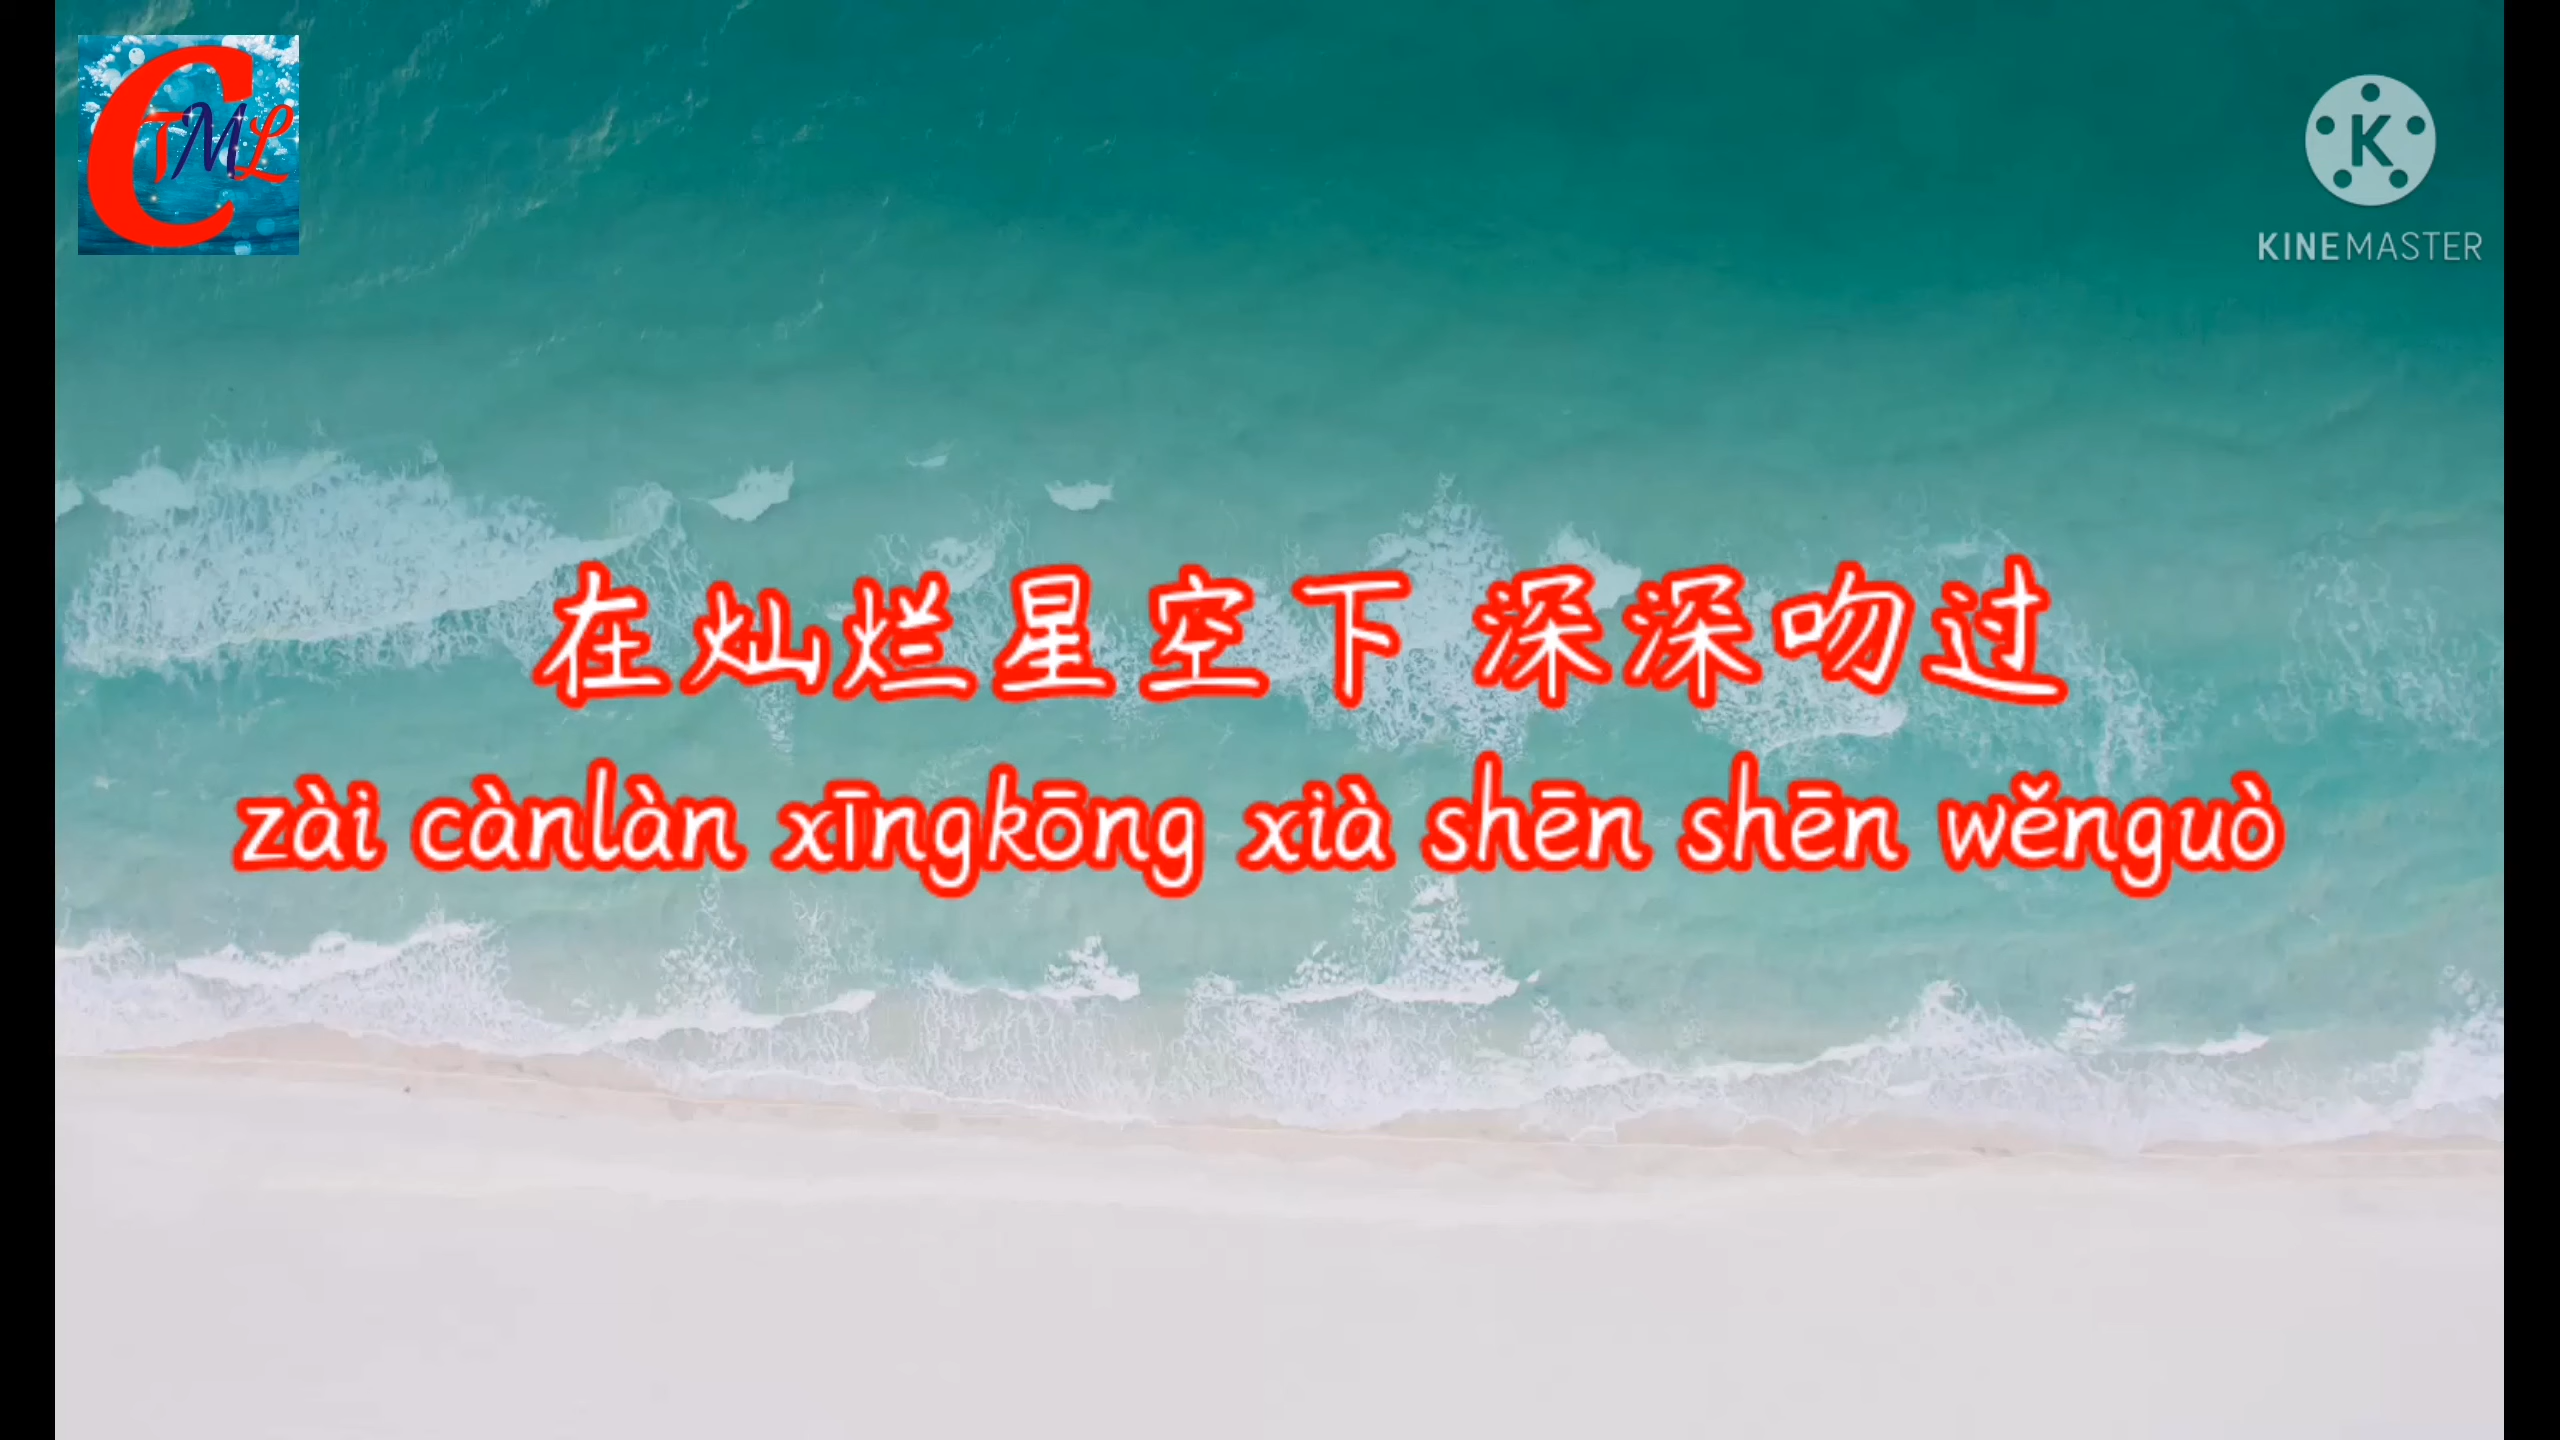 CTML
K
KINEMASTER
在灿烂星空下 深深吻过
zài cànlàn xīngkōng xià shēn shēn wěnguò